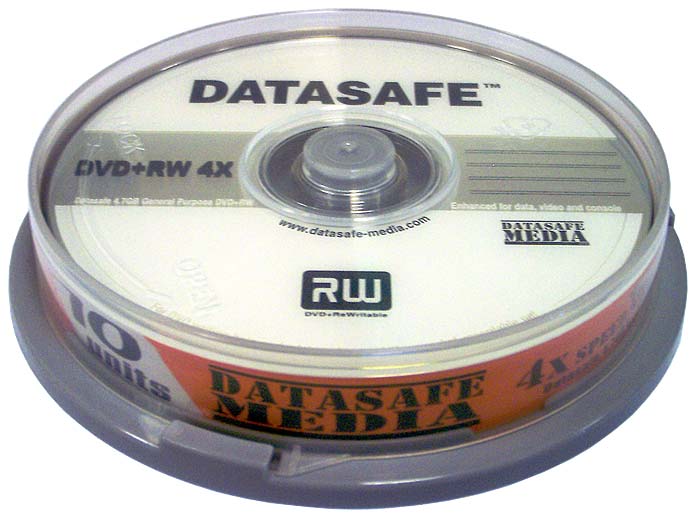 DATASAFE™
DVD+RW 4X
Datasafe 4.7GB General Purpose DVD+RW
Enhanced for data, video and console
www.datasafe-media.com
DATASAFE
MEDIA
RW
DVD+ReWritable
10
units
DATASAFE
MEDIA
4X SPEED